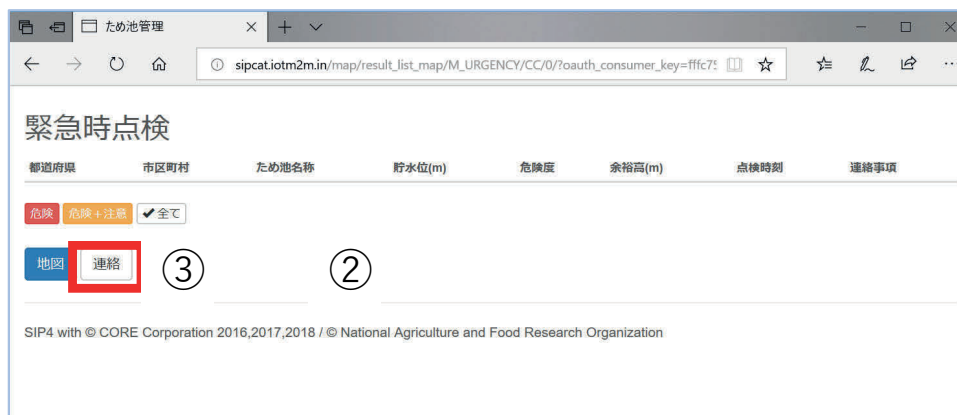 ため池管理
sipcat.iotm2m.in/map/result_list_map/M_URGENCY/CC/0/?oauth_consumer_key=fffc75
緊急時点検
都道府県 市区町村 ため池名称 貯水位(m) 危険度 余裕高(m) 点検時刻 連絡事項
危険 危険+注意 ✔全て
地図 連絡 ③ ②
SIP4 with © CORE Corporation 2016,2017,2018 / © National Agriculture and Food Research Organization